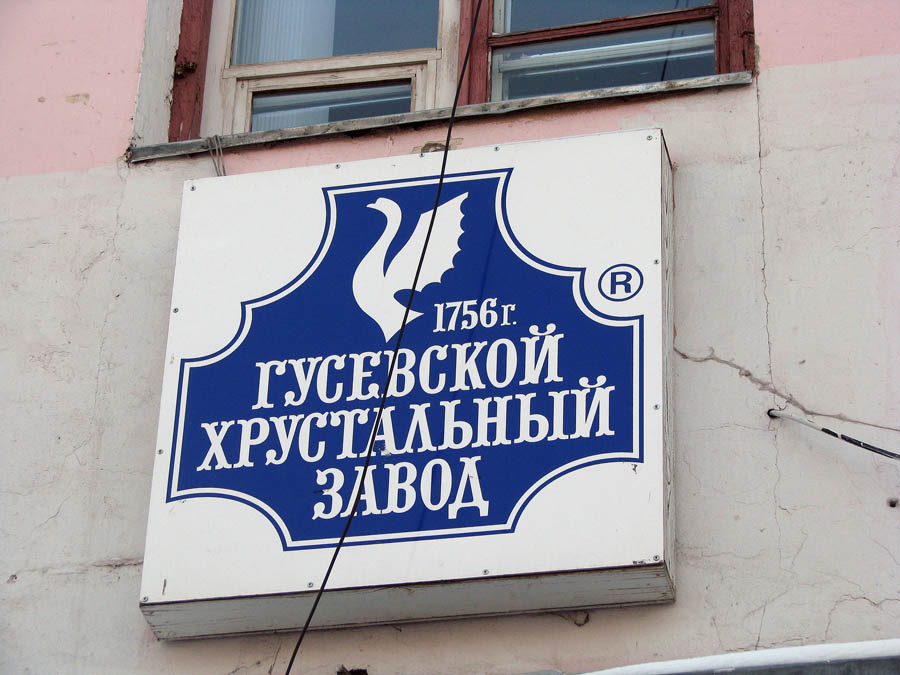 ®
1756 г.
ГУСЕВСКОЙ
ХРУСТАЛЬНЫЙ
ЗАВОД